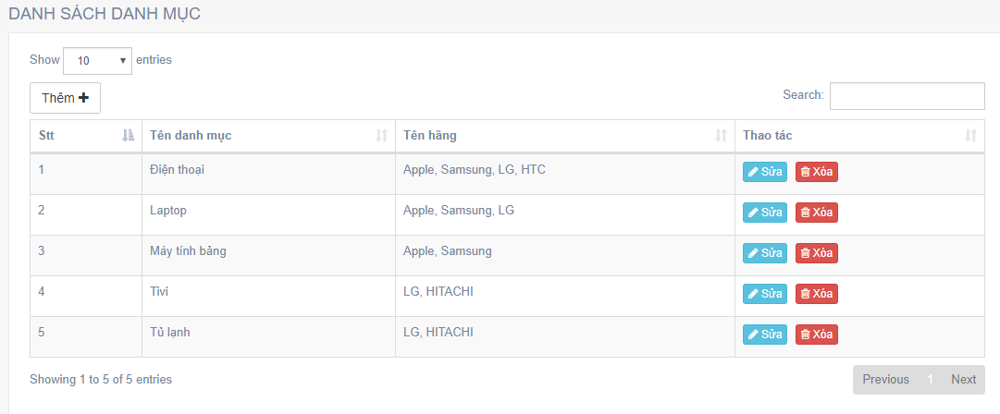 DANH SÁCH DANH MỤC
Show 10 entries
Thêm
Search:
Stt Tên danh mục Tên hãng Thao tác
1 Điện thoại Apple, Samsung, LG, HTC Sửa Xóa
2 Laptop Apple, Samsung, LG Sửa Xóa
3 Máy tính bảng Apple, Samsung Sửa Xóa
4 Tivi LG, HITACHI Sửa Xóa
5 Tủ lạnh LG, HITACHI Sửa Xóa
Showing 1 to 5 of 5 entries Previous 1 Next